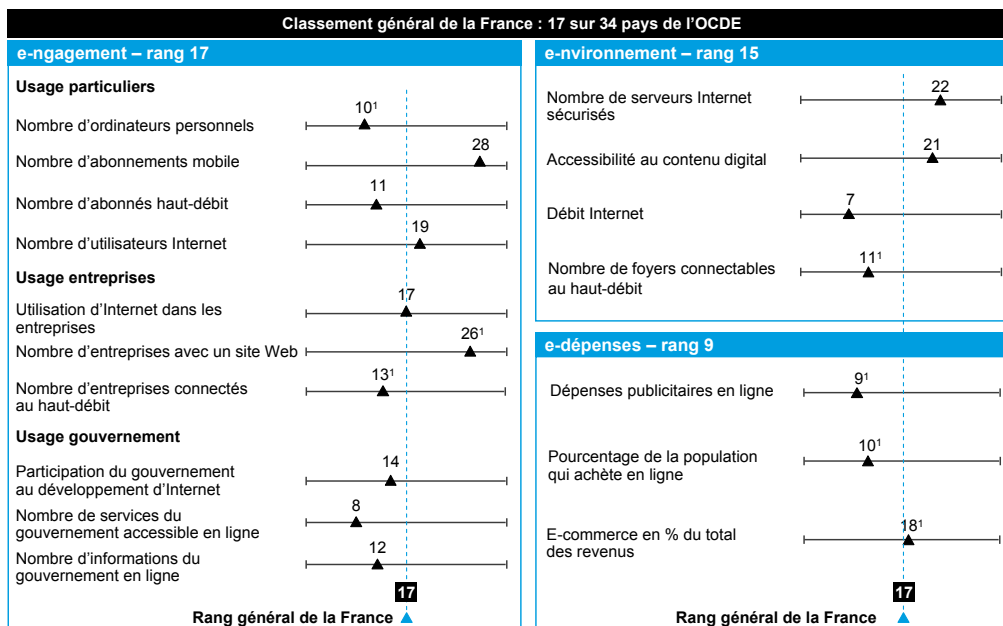 Classement général de la France : 17 sur 34 pays de l'OCDE
e-ngagement – rang 17
Usage particuliers
10¹
Nombre d'ordinateurs personnels
28
Nombre d'abonnements mobile
11
Nombre d'abonnés haut-débit
19
Nombre d'utilisateurs Internet
Usage entreprises
17
Utilisation d'Internet dans les
entreprises
26¹
Nombre d'entreprises avec un site Web
13¹
Nombre d'entreprises connectés
au haut-débit
Usage gouvernement
14
Participation du gouvernement
au développement d'Internet
8
Nombre de services du
gouvernement accessible en ligne
12
Nombre d'informations du
gouvernement en ligne
17
Rang général de la France
e-nvironnement – rang 15
22
Nombre de serveurs Internet
sécurisés
21
Accessibilité au contenu digital
7
Débit Internet
11¹
Nombre de foyers connectables
au haut-débit
e-dépenses – rang 9
9¹
Dépenses publicitaires en ligne
10¹
Pourcentage de la population
qui achète en ligne
18¹
E-commerce en % du total
des revenus
17
Rang général de la France